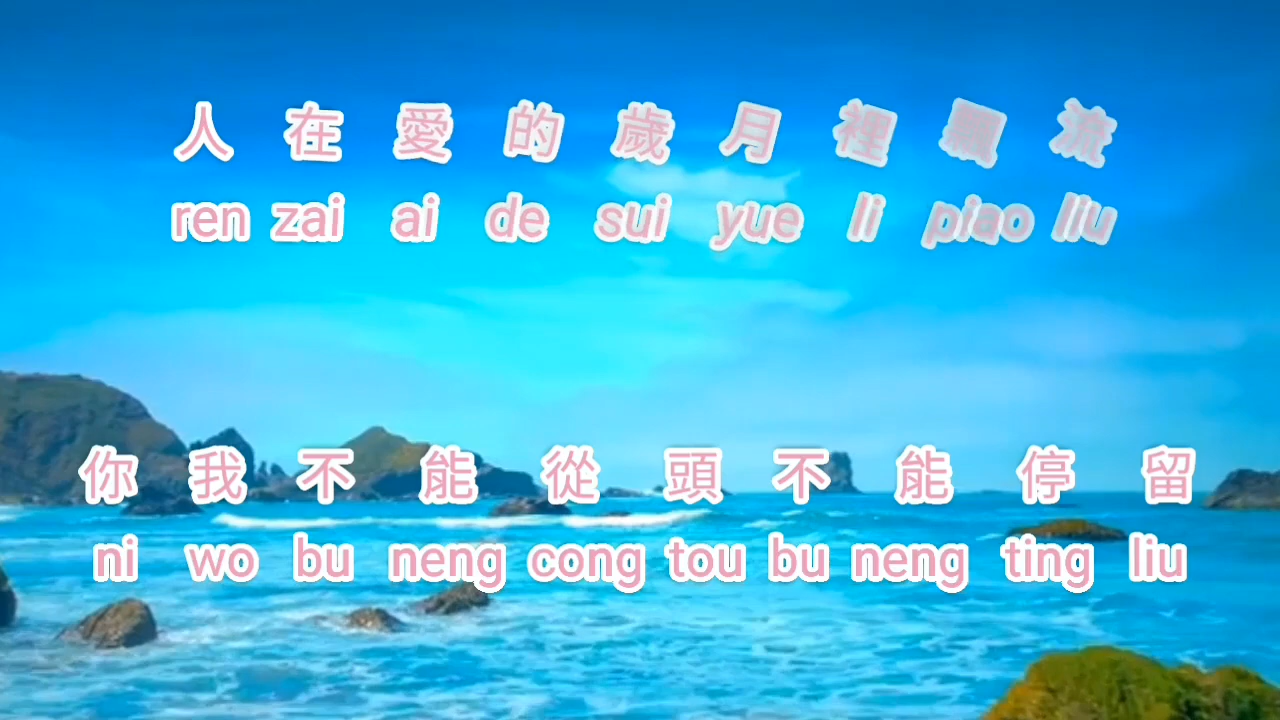 人 在 愛 的 歲 月 裡 飄 流
ren zai ai de sui yue li piao liu
你 我 不 能 從 頭 不 能 停 留
ni wo bu neng cong tou bu neng ting liu